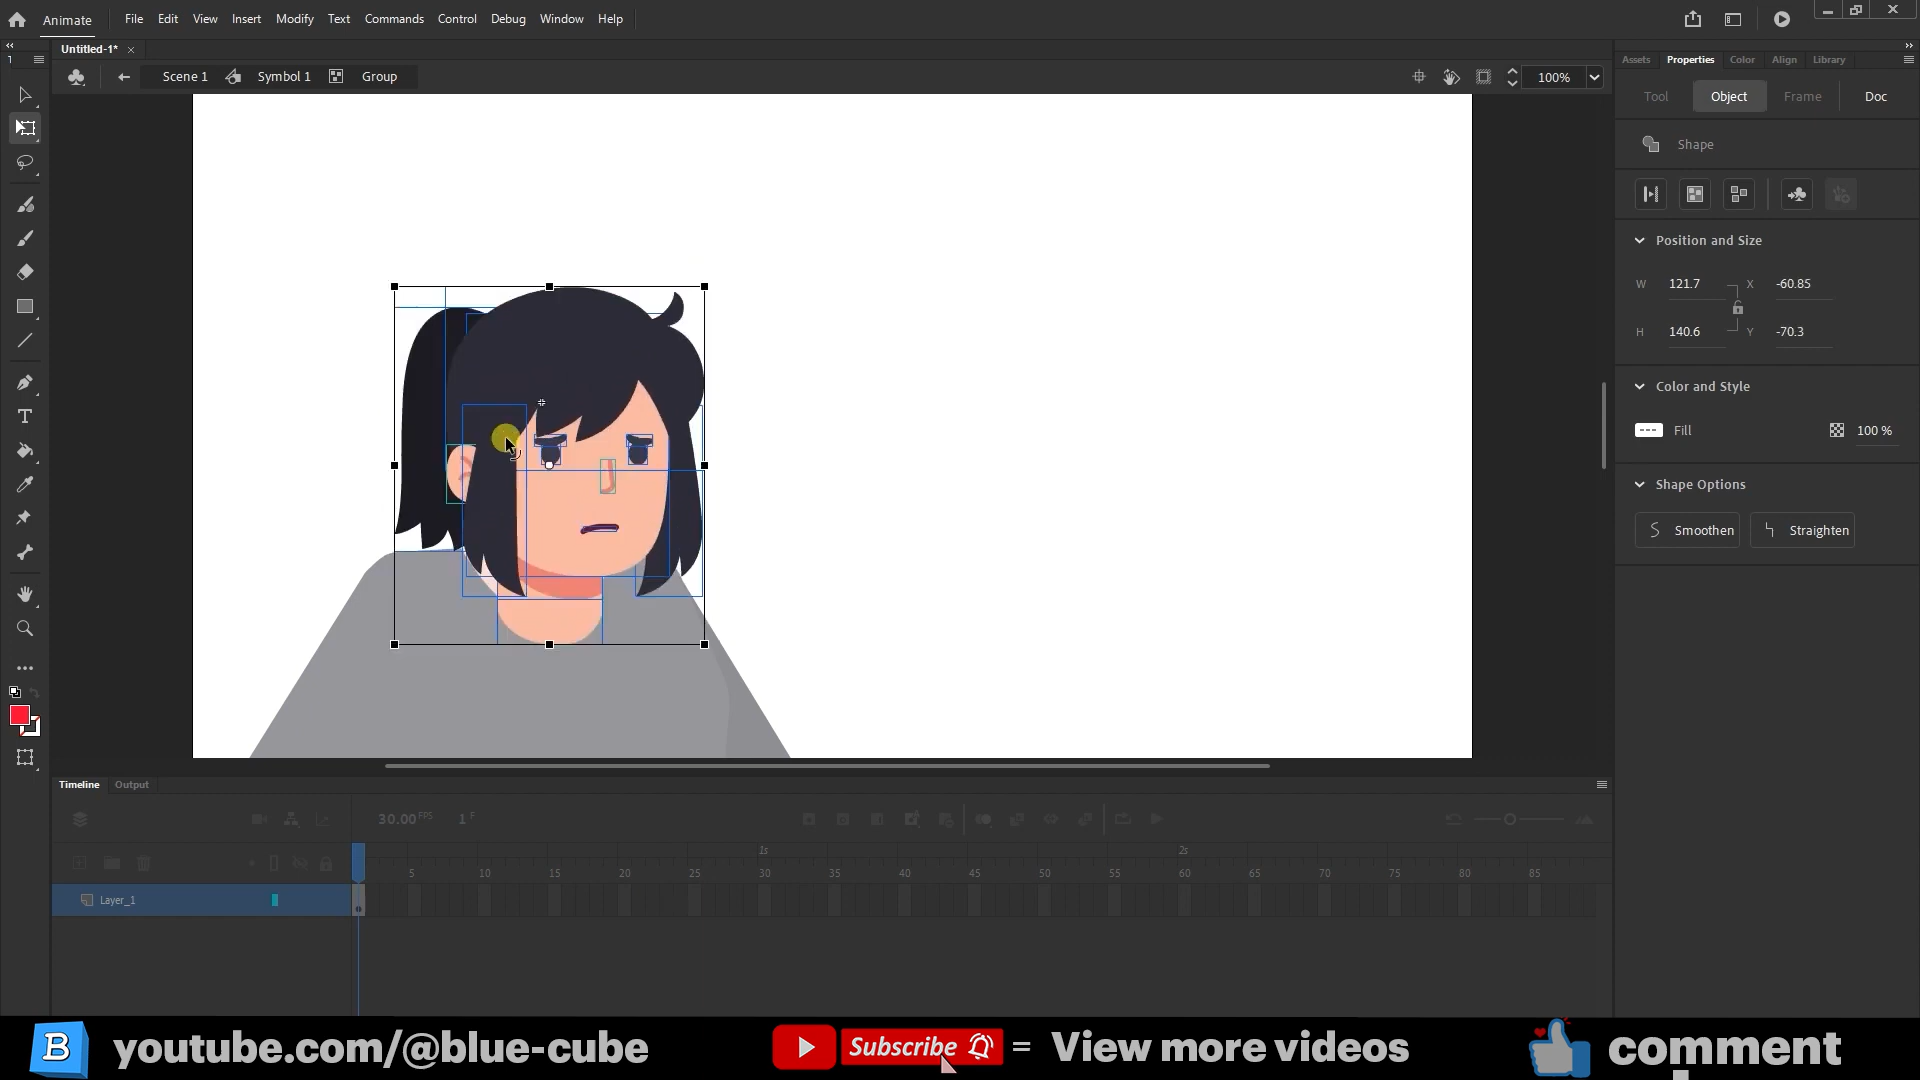 Animate File Edit View Insert Modify Text Commands Control Debug Window Help
Untitled-1* ×
Scene 1 Symbol 1 Group 100%
Assets Properties Color Align Library
Tool Object Frame Doc
Shape
Position and Size
W 121.7 X -60.85
H 140.6 Y -70.3
Color and Style
Fill 100 %
Shape Options
Smoothen Straighten
T
Timeline Output
30.00 FPS 1 F
1s 2s
5 10 15 20 25 30 35 40 45 50 55 60 65 70 75 80 85
Layer_1
B youtube.com/@blue-cube Subscribe = View more videos comment